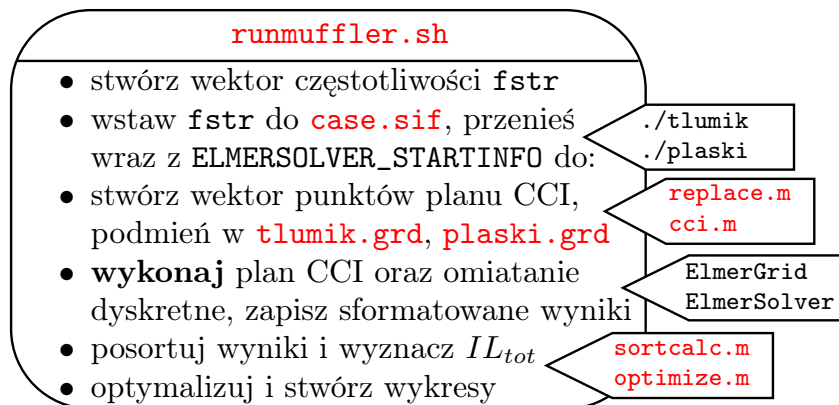 runmuffler.sh
• stwórz wektor częstotliwości fstr
• wstaw fstr do case.sif, przenieś
wraz z ELMERSOLVER_STARTINFO do:
./tlumik
./plaski
• stwórz wektor punktów planu CCI,
podmień w tlumik.grd, plaski.grd
replace.m
cci.m
• wykonaj plan CCI oraz omiatanie
dyskretne, zapisz sformatowane wyniki
ElmerGrid
ElmerSolver
• posortuj wyniki i wyznacz IL_tot
• optymalizuj i stwórz wykresy
sortcalc.m
optimize.m